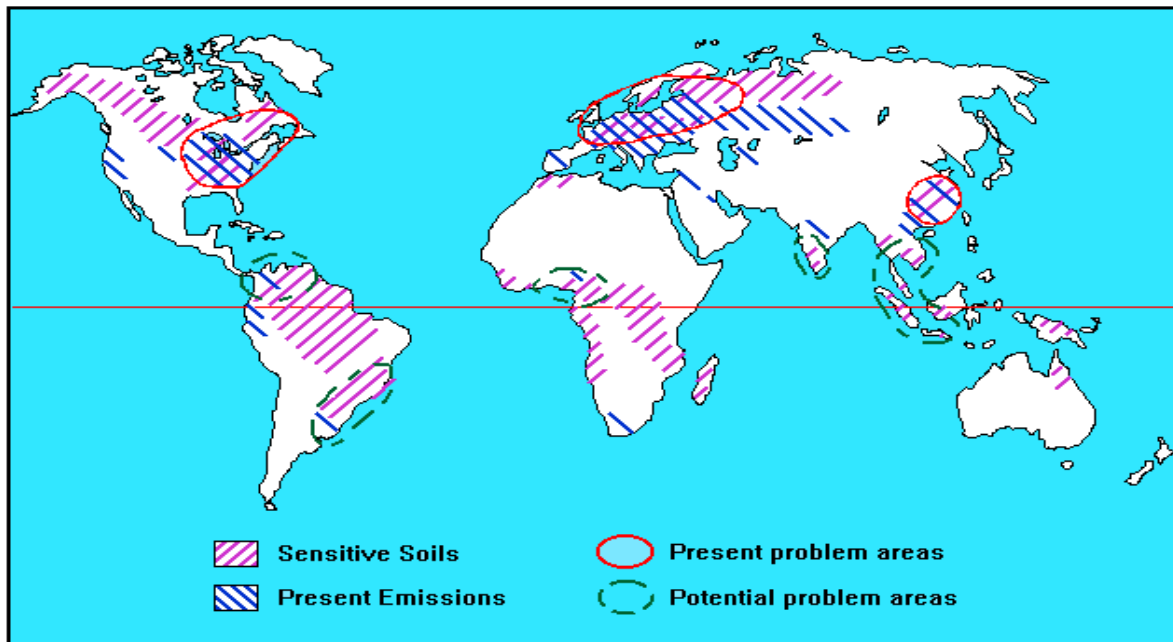 Sensitive Soils
Present problem areas
Present Emissions
Potential problem areas